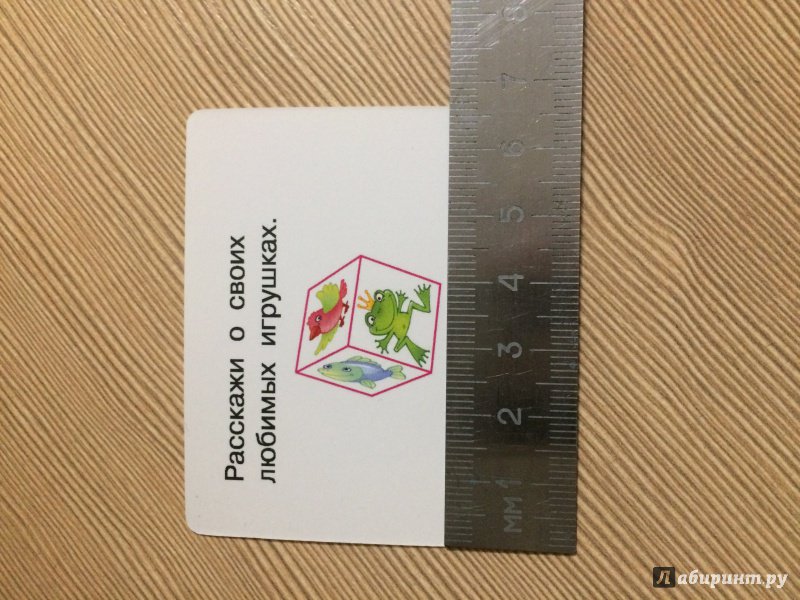 Расскажи о своих
любимых игрушках.
мм 1 2 3 4 5 6 7 8
Лабиринт.ру